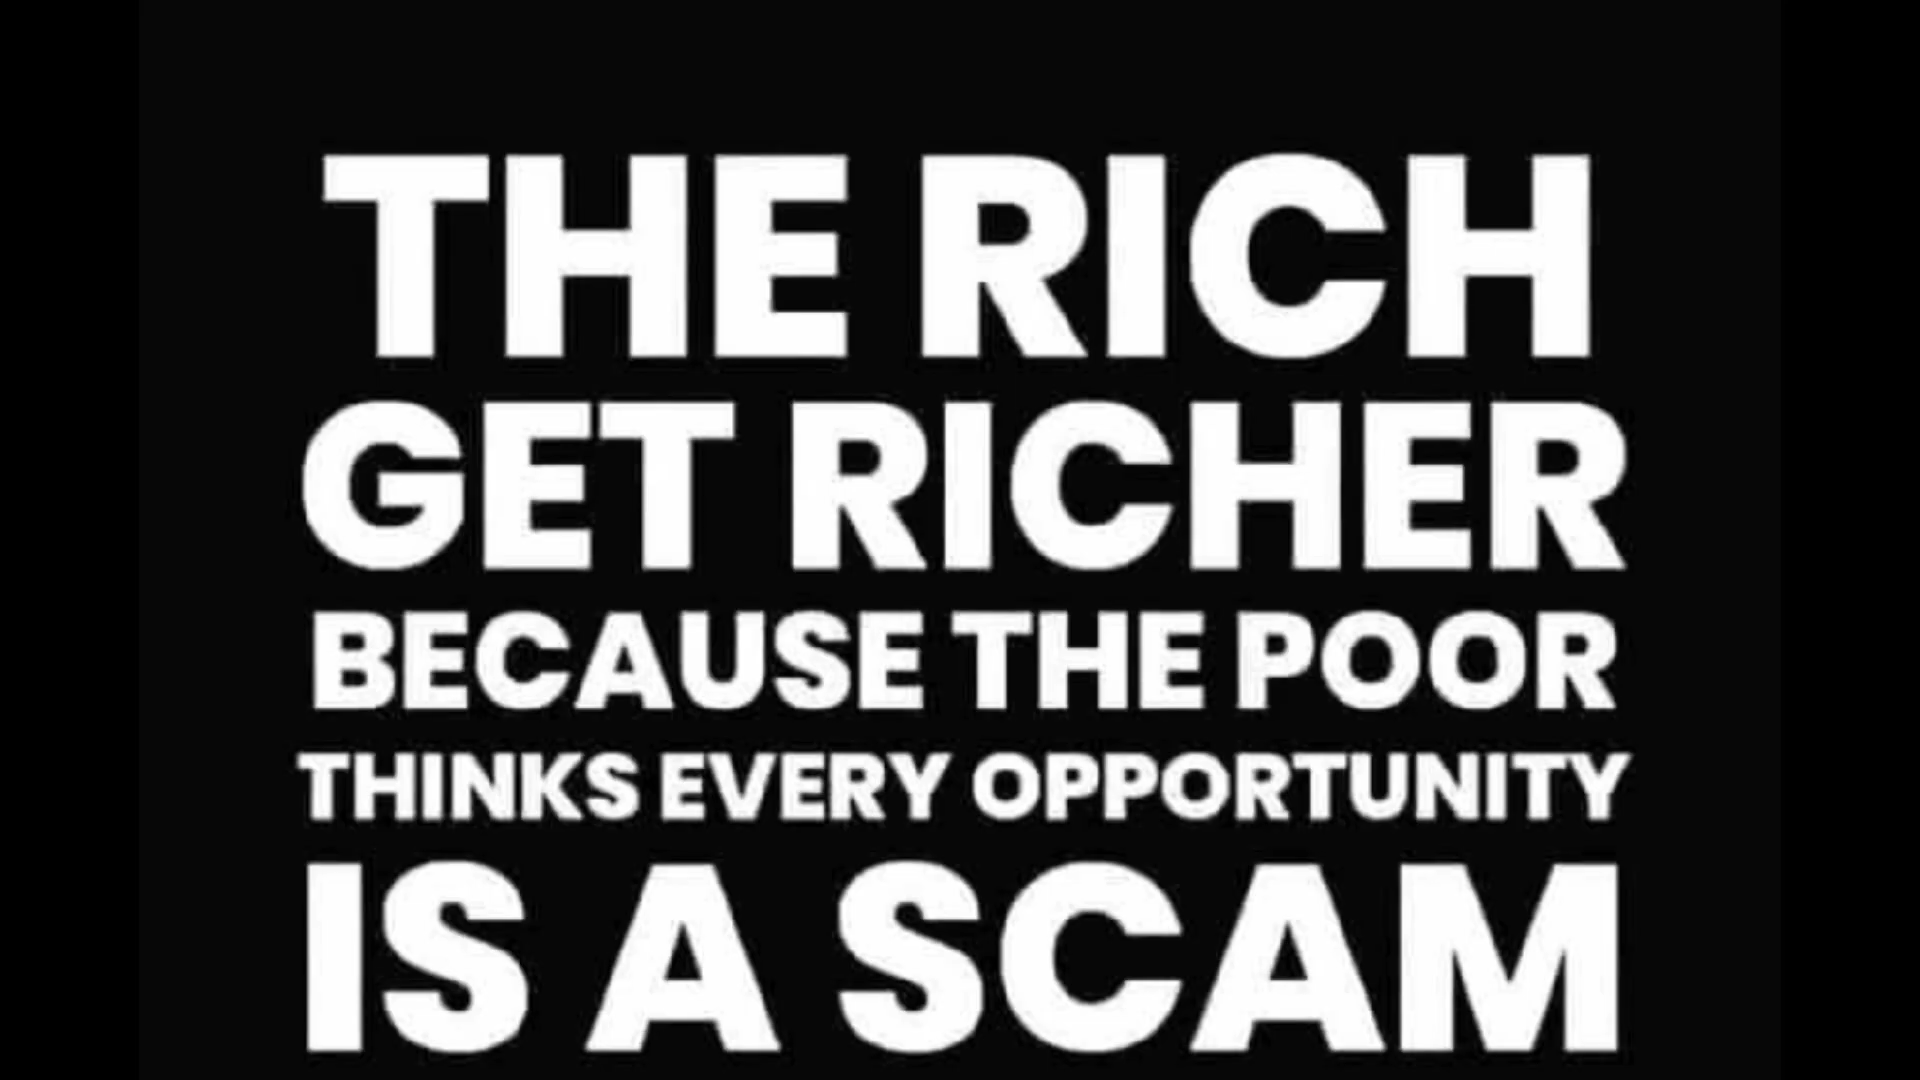 THE RICH
GET RICHER
BECAUSE THE POOR
THINKS EVERY OPPORTUNITY
IS A SCAM